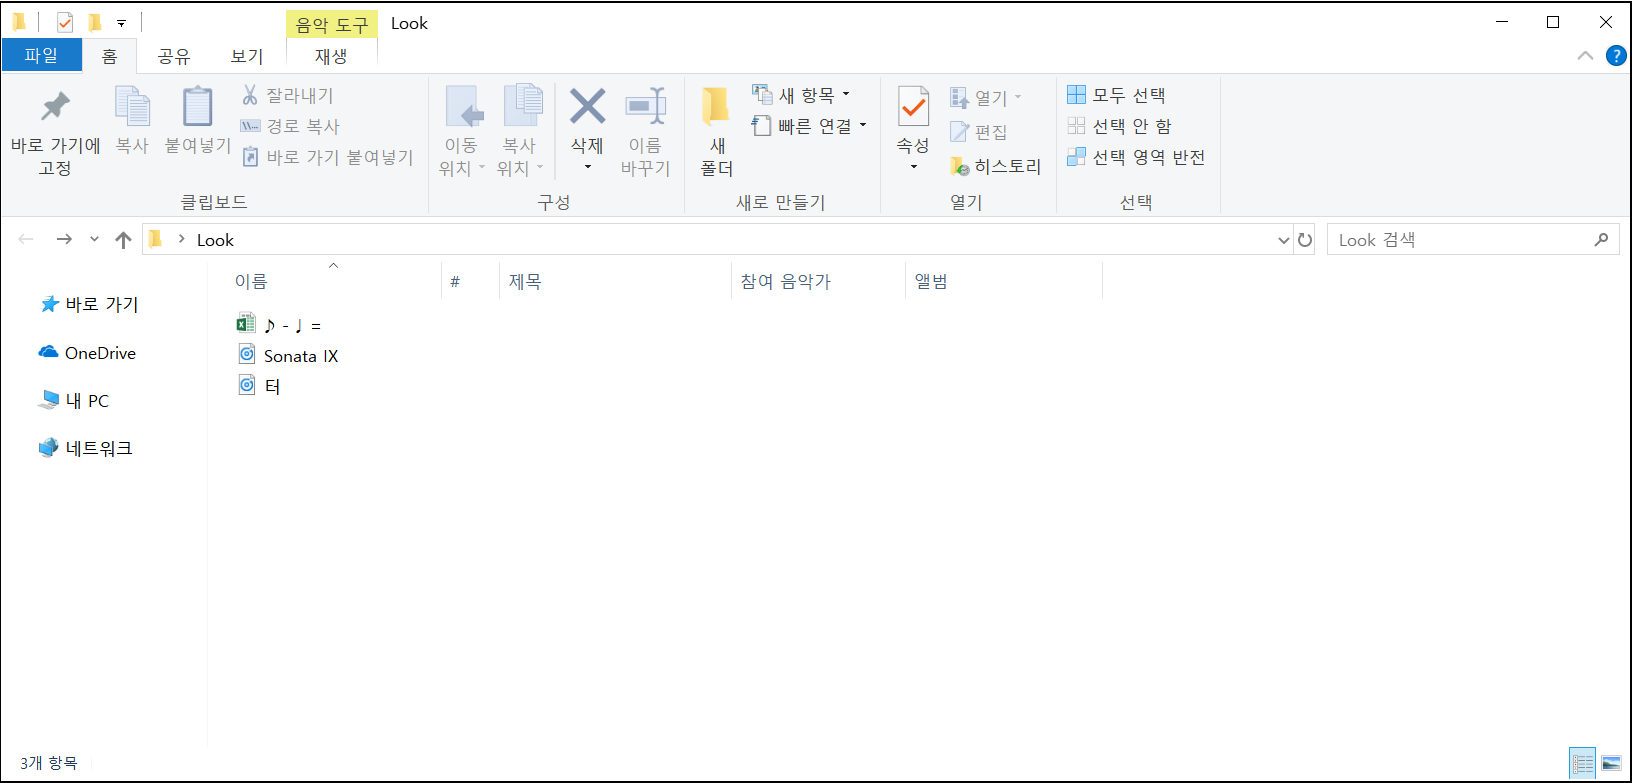 음악 도구 Look
파일 홈 공유 보기 재생
바로 가기에
고정
복사
붙여넣기
잘라내기
경로 복사
바로 가기 붙여넣기
클립보드
이동
위치
복사
위치
삭제
이름
바꾸기
구성
새
폴더
새 항목
빠른 연결
새로 만들기
속성
열기
편집
히스토리
열기
모두 선택
선택 안 함
선택 영역 반전
선택
Look
Look 검색
바로 가기
OneDrive
내 PC
네트워크
이름 # 제목 참여 음악가 앨범
♪ - ♩ =
Sonata IX
터
3개 항목